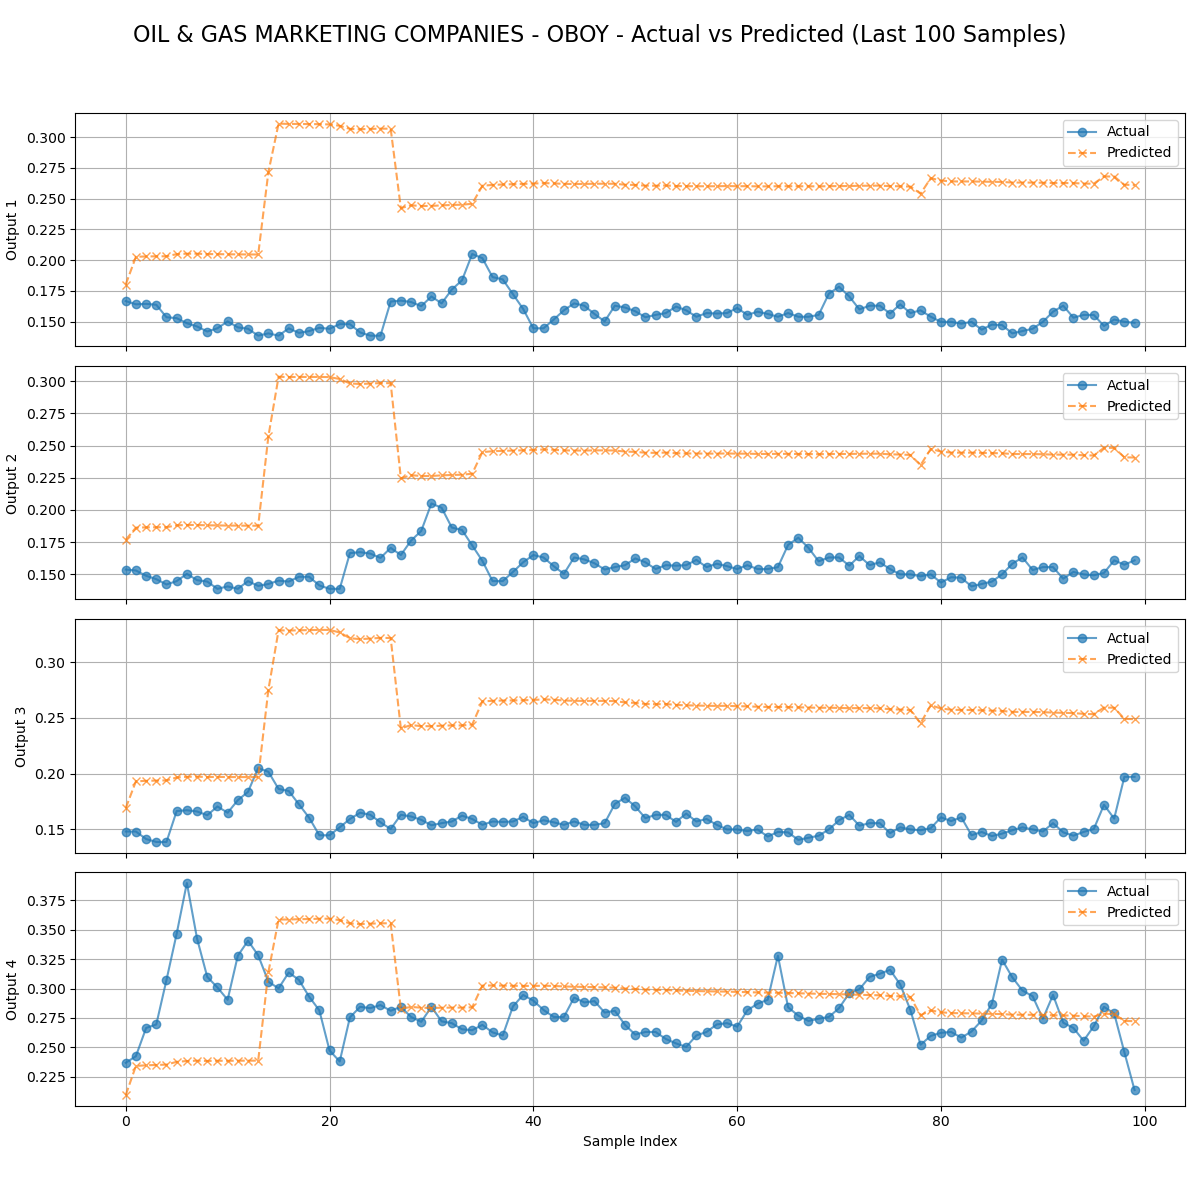 OIL & GAS MARKETING COMPANIES - OBOY - Actual vs Predicted (Last 100 Samples)
Output 1
0.300
0.275
0.250
0.225
0.200
0.175
0.150
Actual
Predicted
Output 2
0.300
0.275
0.250
0.225
0.200
0.175
0.150
Actual
Predicted
Output 3
0.30
0.25
0.20
0.15
Actual
Predicted
Output 4
0.375
0.350
0.325
0.300
0.275
0.250
0.225
Actual
Predicted
0 20 40 60 80 100
Sample Index